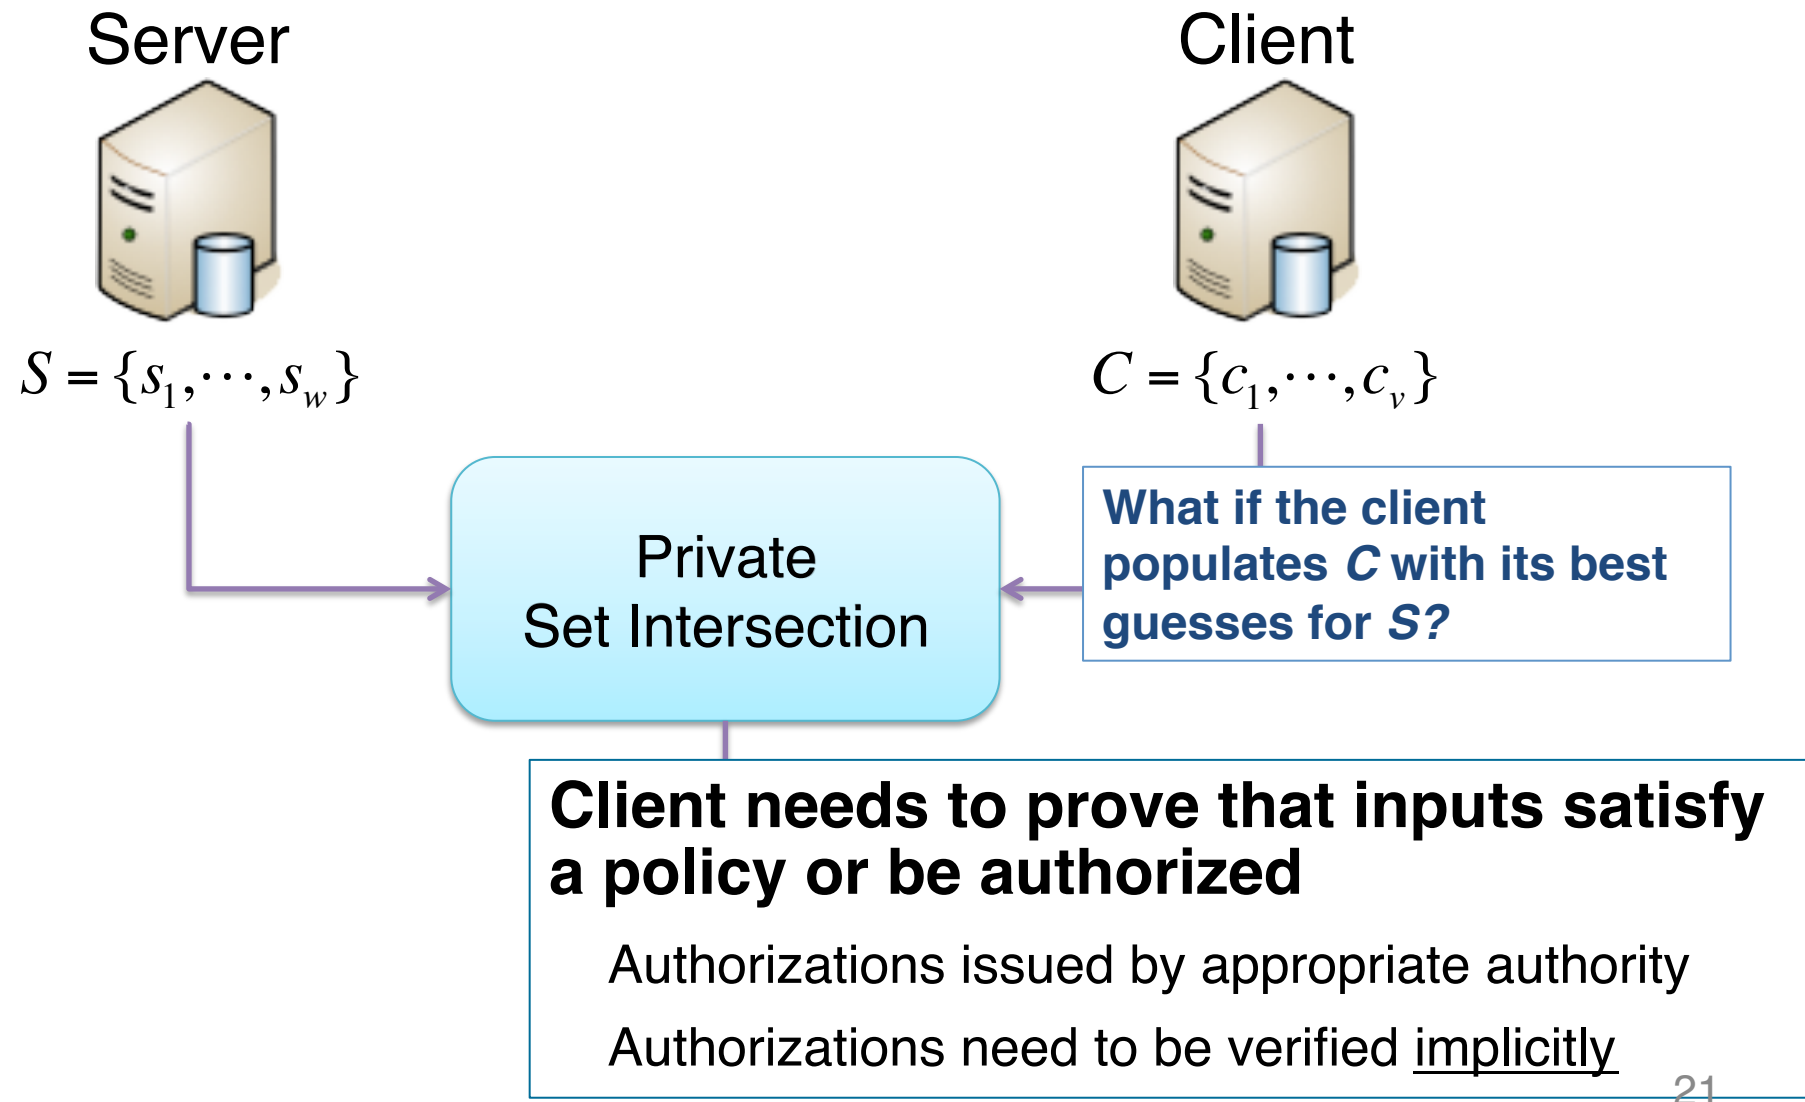 Server
Client
S = {s₁,⋯,s_w}
C = {c₁,⋯,c_v}
Private
Set Intersection
What if the client
populates C with its best
guesses for S?
Client needs to prove that inputs satisfy
a policy or be authorized
Authorizations issued by appropriate authority
Authorizations need to be verified implicitly
21